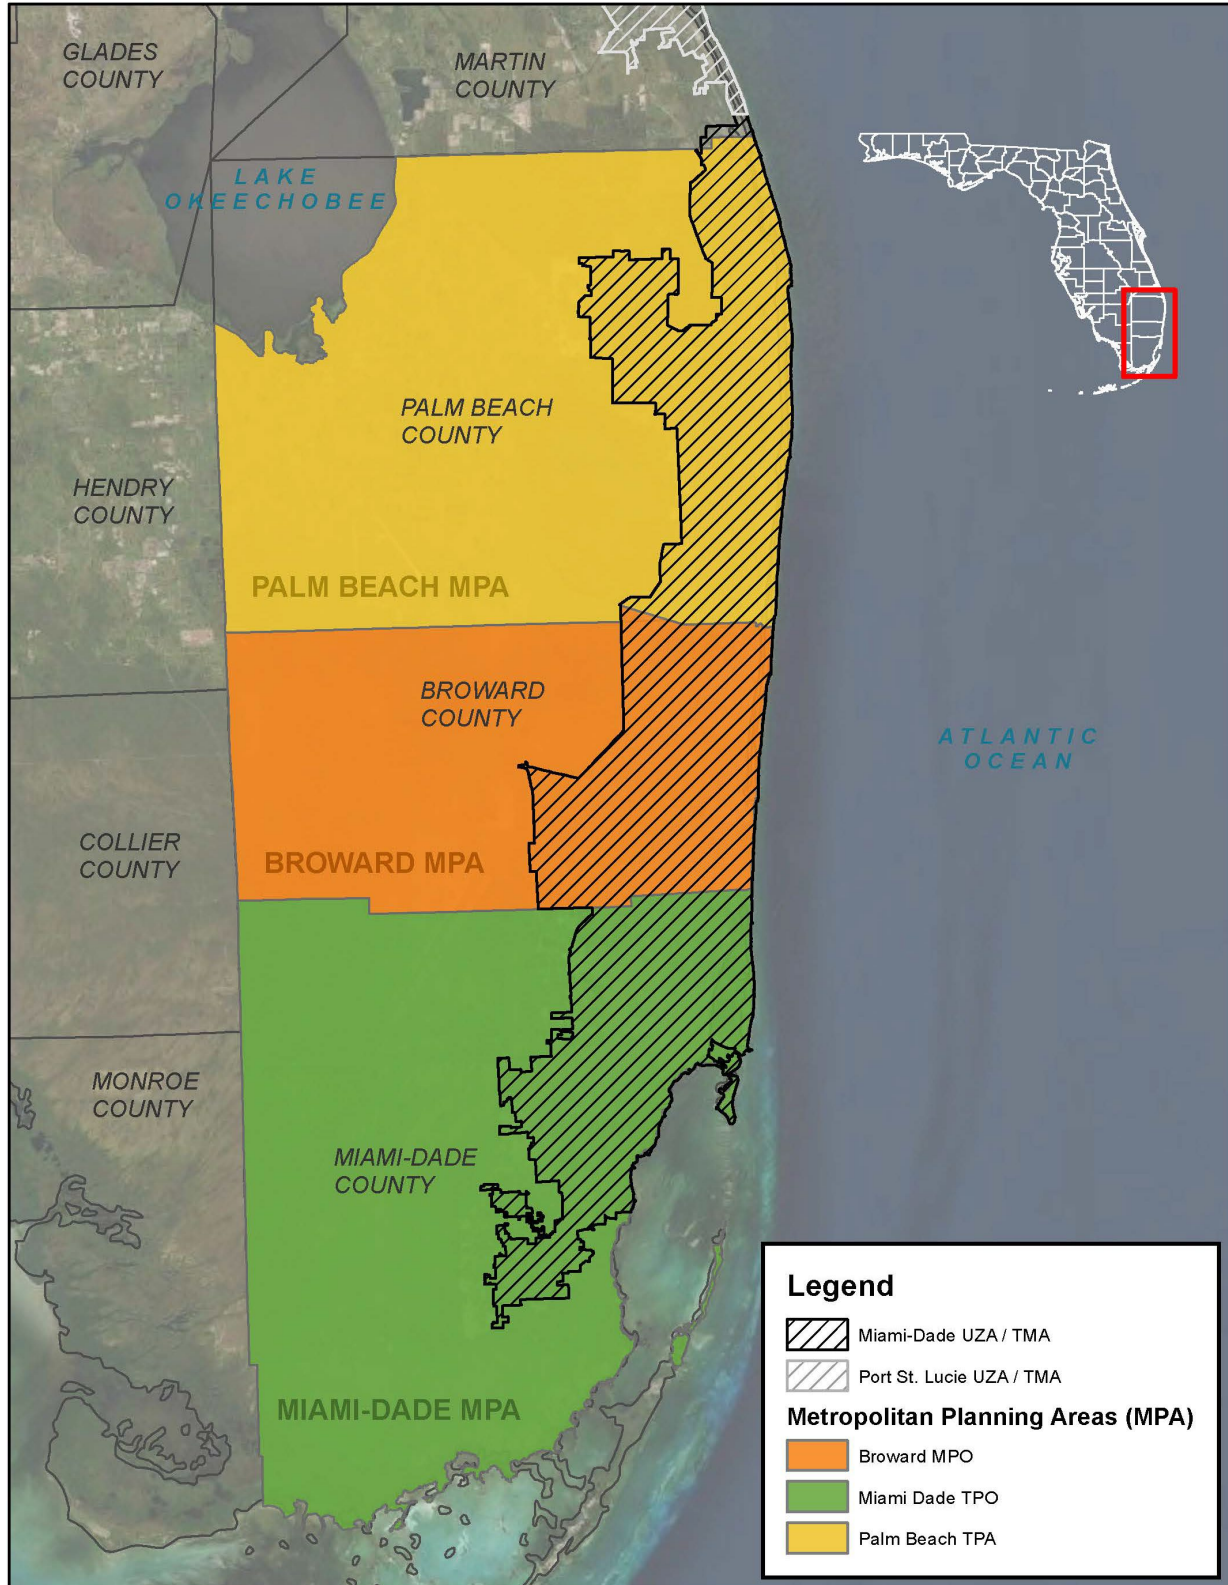 GLADES
COUNTY
MARTIN
COUNTY
LAKE
OKEECHOBEE
PALM BEACH
COUNTY
HENDRY
COUNTY
PALM BEACH MPA
BROWARD
COUNTY
ATLANTIC
OCEAN
COLLIER
COUNTY
BROWARD MPA
MONROE
COUNTY
MIAMI-DADE
COUNTY
MIAMI-DADE MPA
Legend
Miami-Dade UZA / TMA
Port St. Lucie UZA / TMA
Metropolitan Planning Areas (MPA)
Broward MPO
Miami Dade TPO
Palm Beach TPA